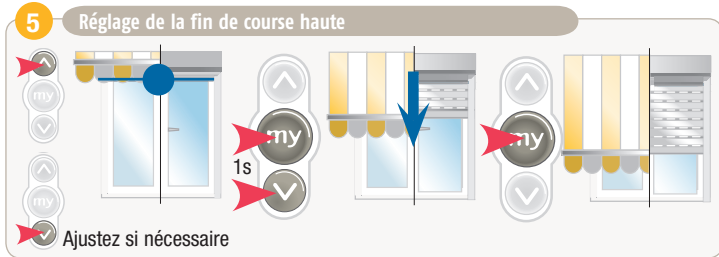 5 Réglage de la fin de course haute
my
my
1s
my
my
Ajustez si nécessaire